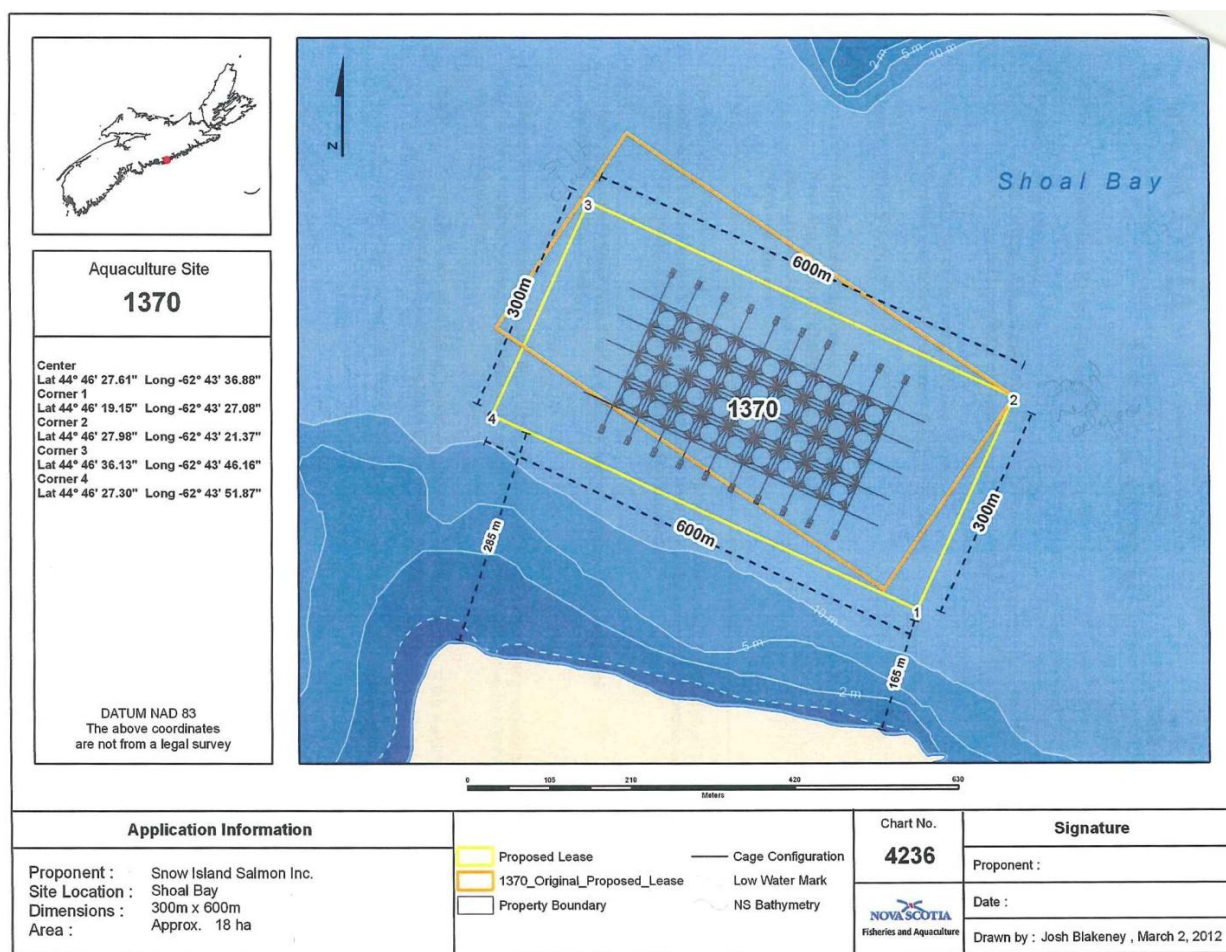 Aquaculture Site
1370
Center
Lat 44° 46' 27.61" Long -62° 43' 36.88"
Corner 1
Lat 44° 46' 19.15" Long -62° 43' 27.08"
Corner 2
Lat 44° 46' 27.98" Long -62° 43' 21.37"
Corner 3
Lat 44° 46' 36.13" Long -62° 43' 46.16"
Corner 4
Lat 44° 46' 27.30" Long -62° 43' 51.87"
DATUM NAD 83
The above coordinates
are not from a legal survey
N
2 m
5 m
10 m
Shoal Bay
3
600m
300m
2
1370
4
300m
285 m
600m
1
10 m
5 m
165 m
2 m
0 105 210 420 630
Meters
Application Information
Proponent : Snow Island Salmon Inc.
Site Location : Shoal Bay
Dimensions : 300m x 600m
Area : Approx. 18 ha
Proposed Lease
1370_Original_Proposed_Lease
Property Boundary
Cage Configuration
Low Water Mark
NS Bathymetry
Chart No.
4236
NOVA SCOTIA
Fisheries and Aquaculture
Signature
Proponent :
Date :
Drawn by : Josh Blakeney , March 2, 2012